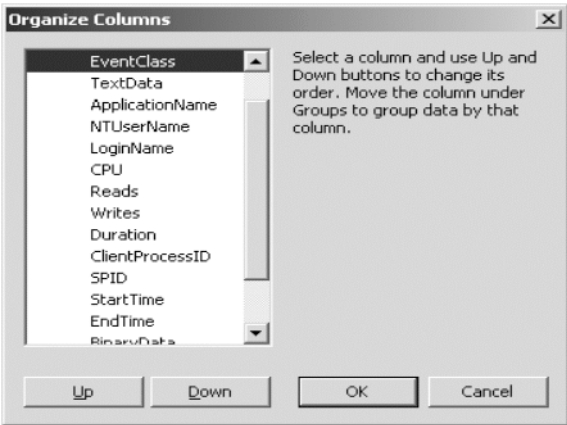 Organize Columns
EventClass
TextData
ApplicationName
NTUserName
LoginName
CPU
Reads
Writes
Duration
ClientProcessID
SPID
StartTime
EndTime
BinaryData
Select a column and use Up and
Down buttons to change its
order. Move the column under
Groups to group data by that
column.
Up
Down
OK
Cancel